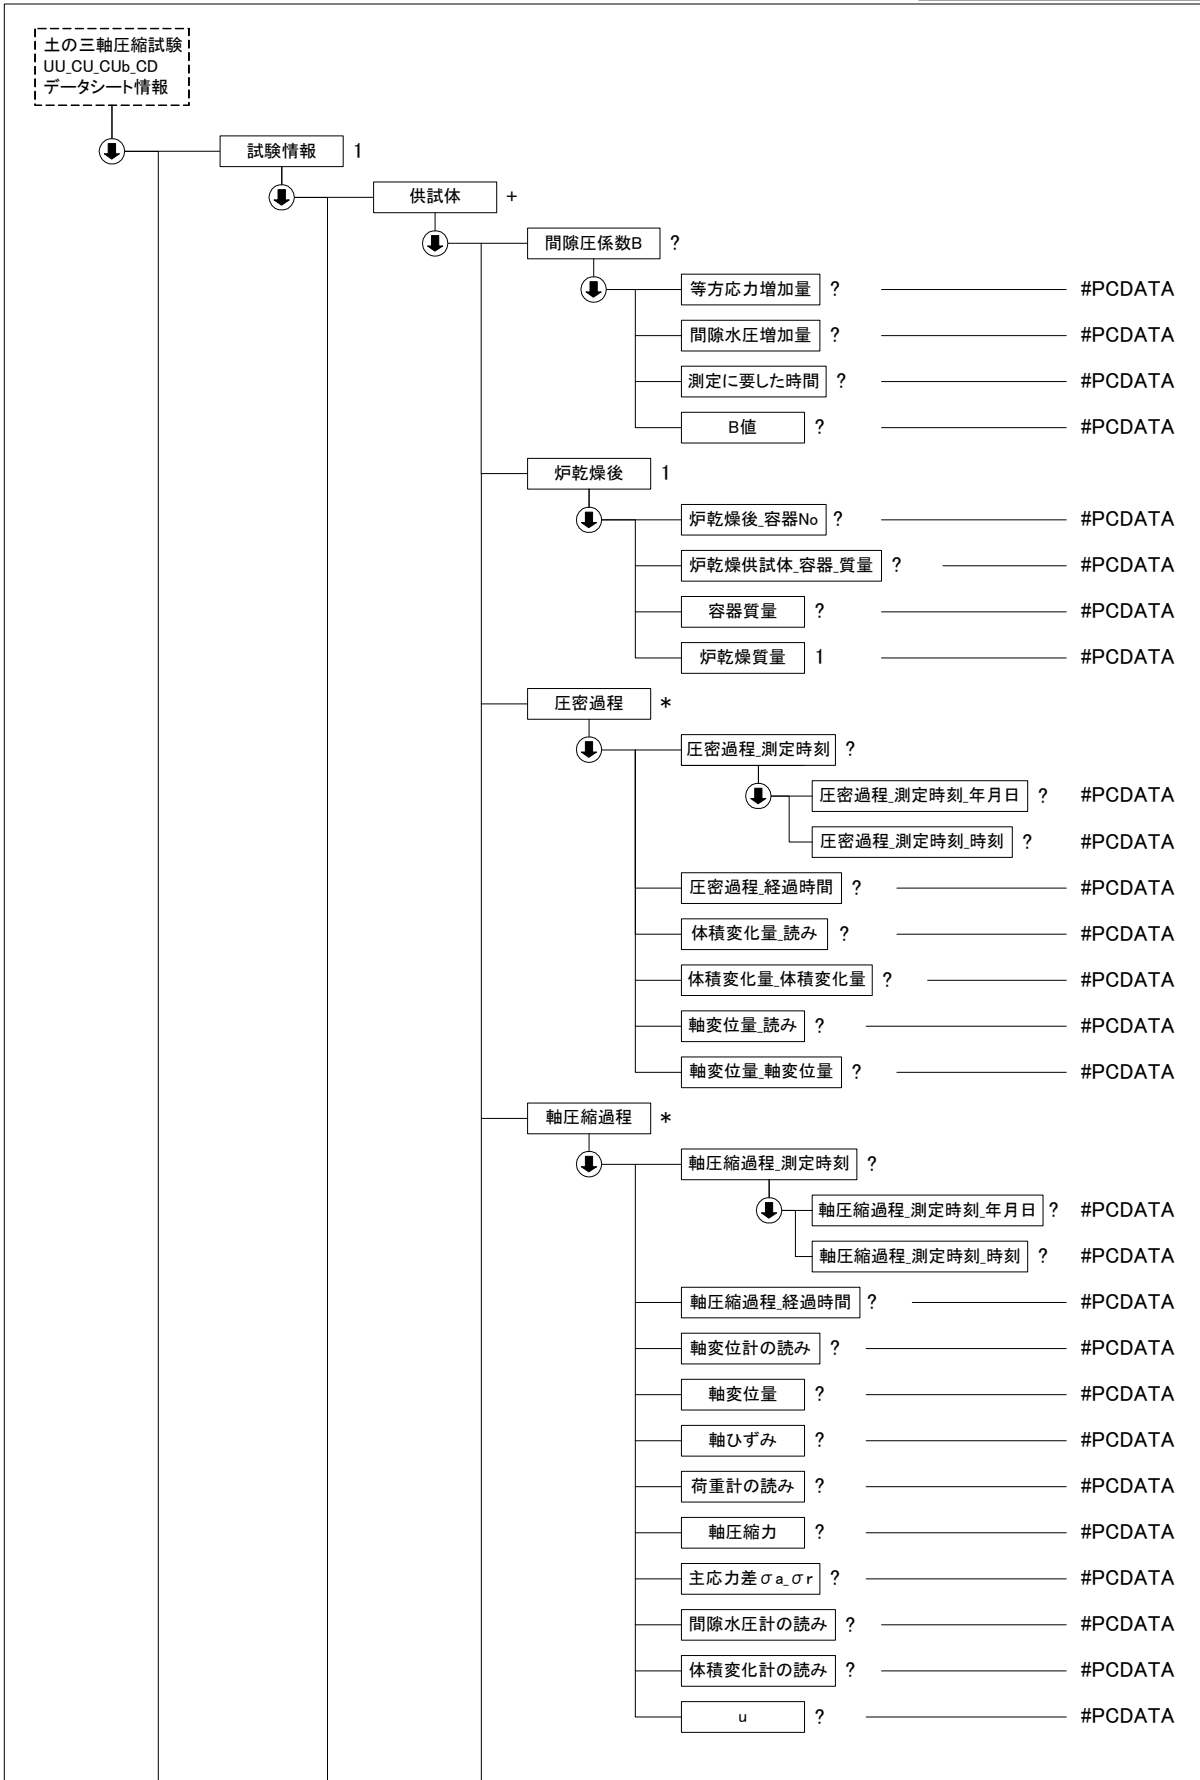 土の三軸圧縮試験
UU_CU_CUb_CD
データシート情報
試験情報 1
供試体 +
間隙圧係数B ?
等方応力増加量 ? #PCDATA
間隙水圧増加量 ? #PCDATA
測定に要した時間 ? #PCDATA
B値 ? #PCDATA
炉乾燥後 1
炉乾燥後_容器No ? #PCDATA
炉乾燥供試体_容器_質量 ? #PCDATA
容器質量 ? #PCDATA
炉乾燥質量 1 #PCDATA
圧密過程 *
圧密過程_測定時刻 ?
圧密過程_測定時刻_年月日 ? #PCDATA
圧密過程_測定時刻_時刻 ? #PCDATA
圧密過程_経過時間 ? #PCDATA
体積変化量_読み ? #PCDATA
体積変化量_体積変化量 ? #PCDATA
軸変位量_読み ? #PCDATA
軸変位量_軸変位量 ? #PCDATA
軸圧縮過程 *
軸圧縮過程_測定時刻 ?
軸圧縮過程_測定時刻_年月日 ? #PCDATA
軸圧縮過程_測定時刻_時刻 ? #PCDATA
軸圧縮過程_経過時間 ? #PCDATA
軸変位計の読み ? #PCDATA
軸変位量 ? #PCDATA
軸ひずみ ? #PCDATA
荷重計の読み ? #PCDATA
軸圧縮力 ? #PCDATA
主応力差σa_σr ? #PCDATA
間隙水圧計の読み ? #PCDATA
体積変化計の読み ? #PCDATA
u ? #PCDATA